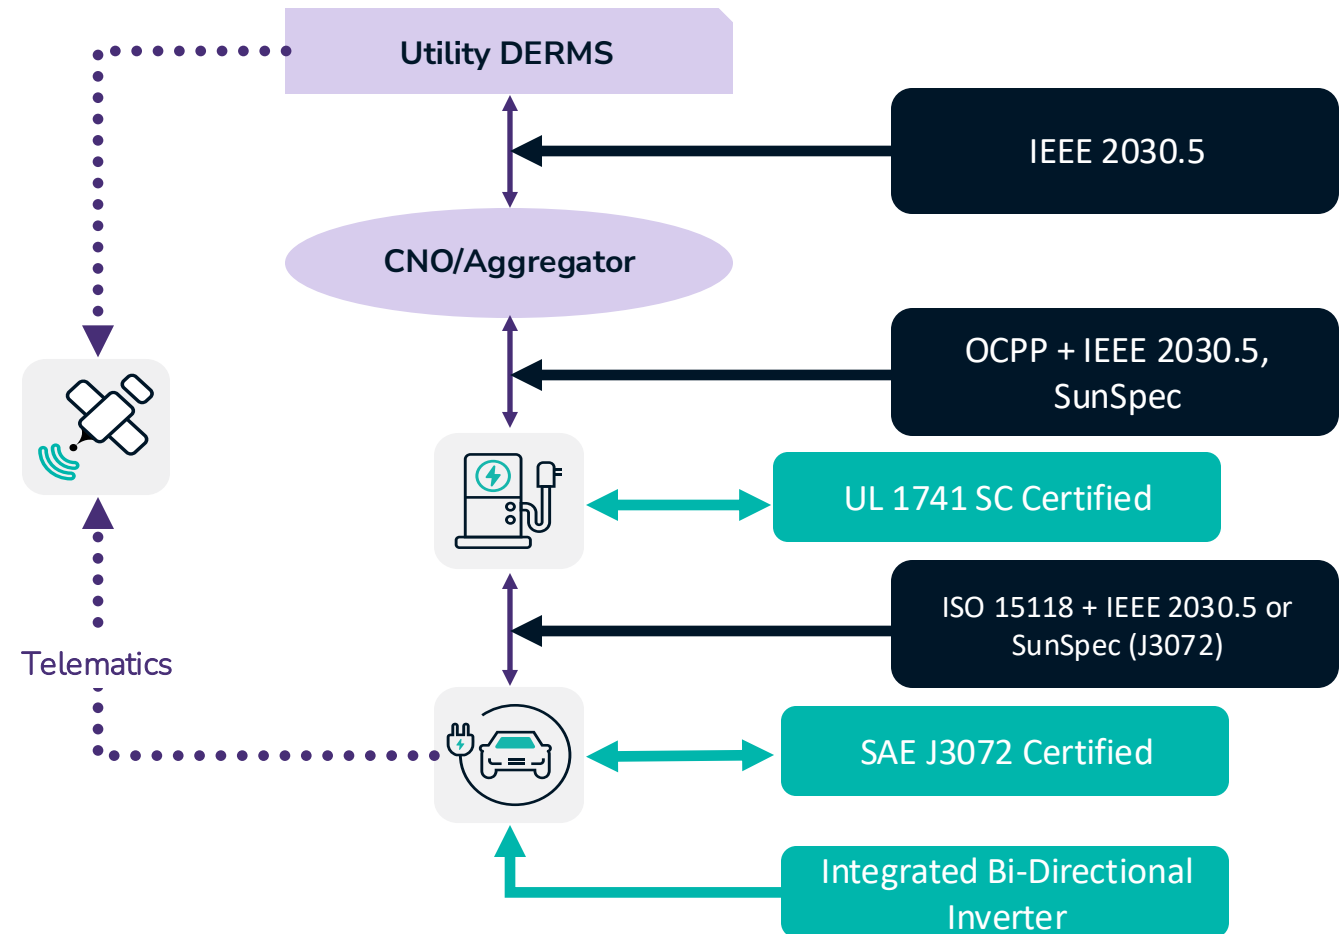 Utility DERMS
IEEE 2030.5
CNO/Aggregator
OCPP + IEEE 2030.5,
SunSpec
UL 1741 SC Certified
ISO 15118 + IEEE 2030.5 or
SunSpec (J3072)
Telematics
SAE J3072 Certified
Integrated Bi-Directional
Inverter